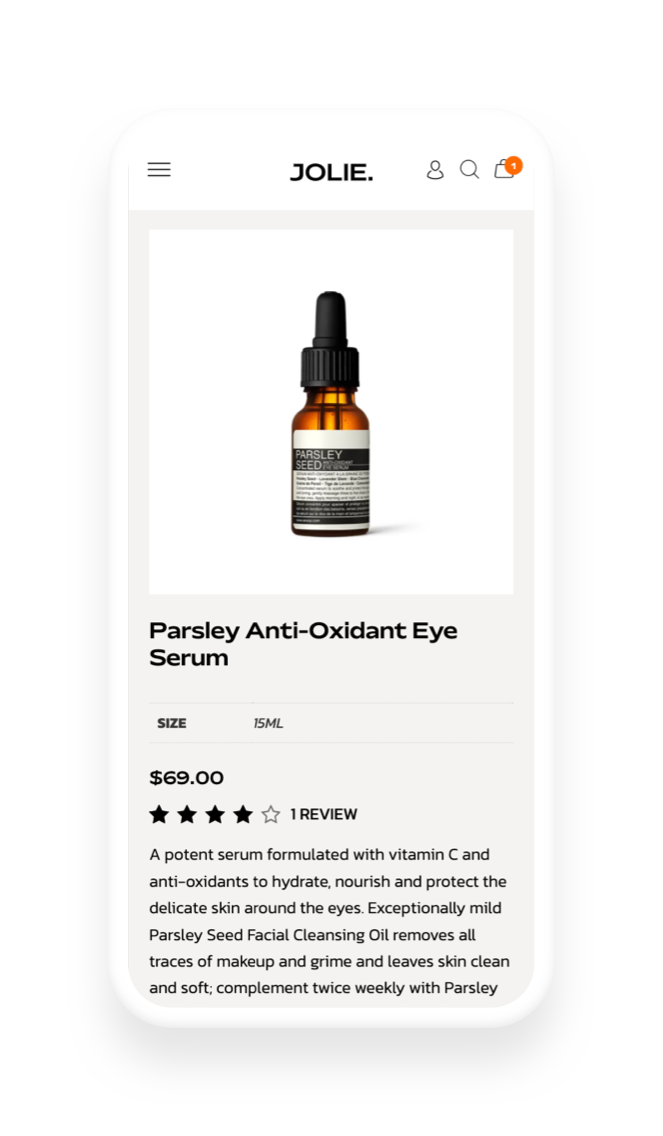 JOLIE.
1
PARSLEY
SEED
Parsley Anti-Oxidant Eye
Serum
SIZE 15ML
$69.00
1 REVIEW
A potent serum formulated with vitamin C and
anti-oxidants to hydrate, nourish and protect the
delicate skin around the eyes. Exceptionally mild
Parsley Seed Facial Cleansing Oil removes all
traces of makeup and grime and leaves skin clean
and soft; complement twice weekly with Parsley